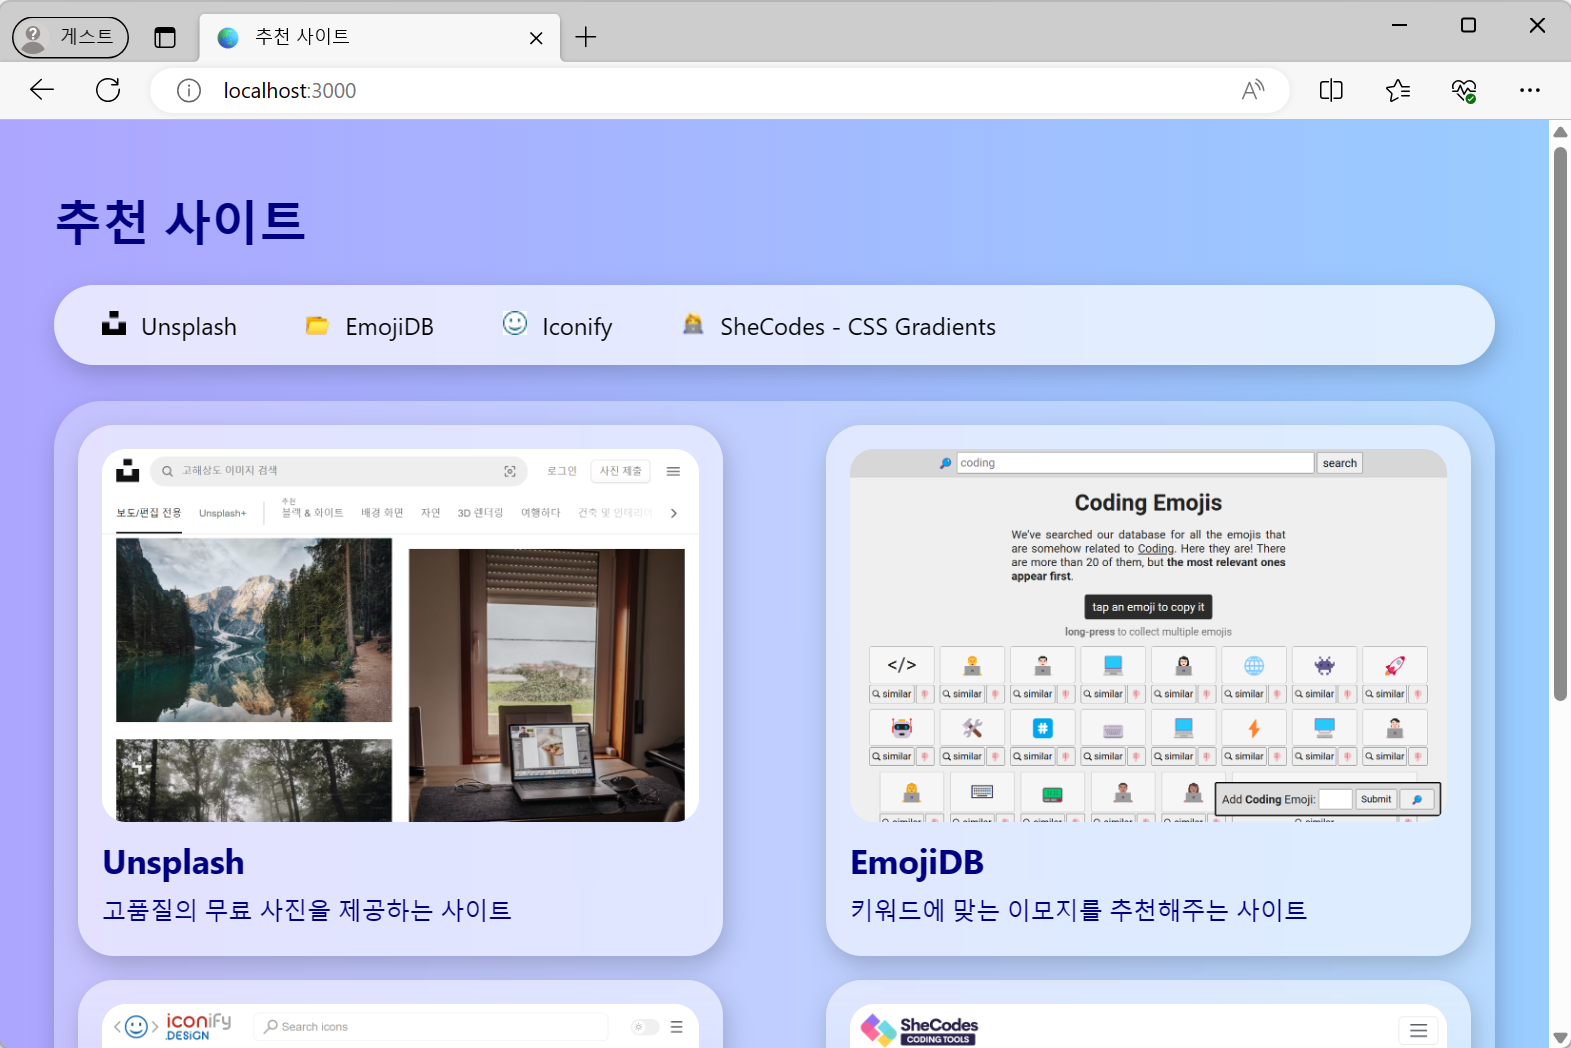 게스트
추천 사이트
localhost:3000
추천 사이트
Unsplash
EmojiDB
Iconify
SheCodes - CSS Gradients
고해상도 이미지 검색
로그인
사진 제출
보도/편집 전용
Unsplash+
추천
블랙 & 화이트
배경 화면
자연
3D 렌더링
여행하다
건축 및 인테리어
Unsplash
고품질의 무료 사진을 제공하는 사이트
coding
search
Coding Emojis
We've searched our database for all the emojis that
are somehow related to Coding. Here they are! There
are more than 20 of them, but the most relevant ones
appear first.
tap an emoji to copy it
long-press to collect multiple emojis
</>
similar similar similar similar similar similar similar similar
#
similar similar similar similar similar similar similar similar
Add Coding Emoji:
Submit
similar similar similar similar similar similar
EmojiDB
키워드에 맞는 이모지를 추천해주는 사이트
iconify
DESiGN
Search icons
SheCodes
CODING TOOLS